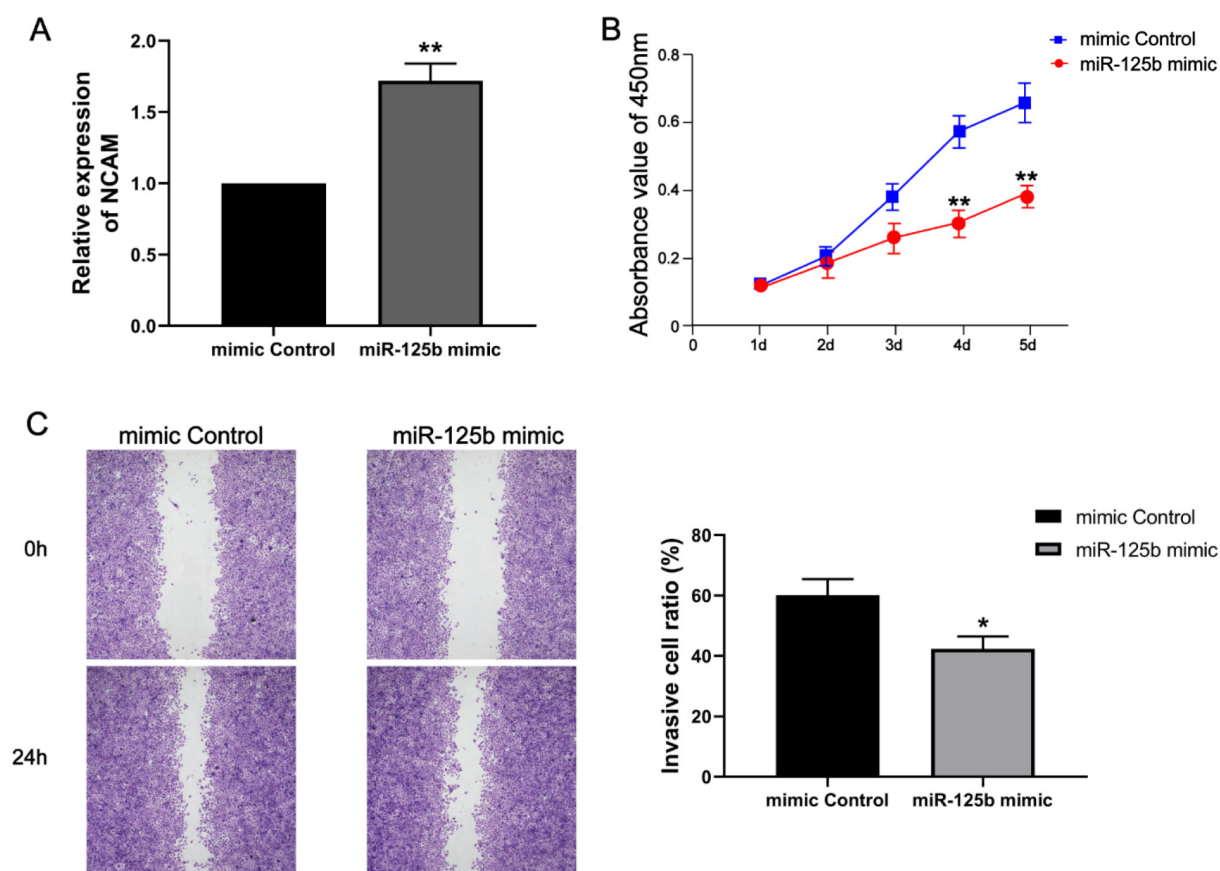 A
Relative expression
of NCAM
2.0
1.5
1.0
0.5
0.0
**
mimic Control
miR-125b mimic
B
mimic Control
miR-125b mimic
Absorbance value of 450nm
0.8
0.6
0.4
0.2
0
**
**
0
1d
2d
3d
4d
5d
C
mimic Control
miR-125b mimic
0h
24h
mimic Control
miR-125b mimic
Invasive cell ratio (%)
80
60
40
20
0
*
mimic Control
miR-125b mimic